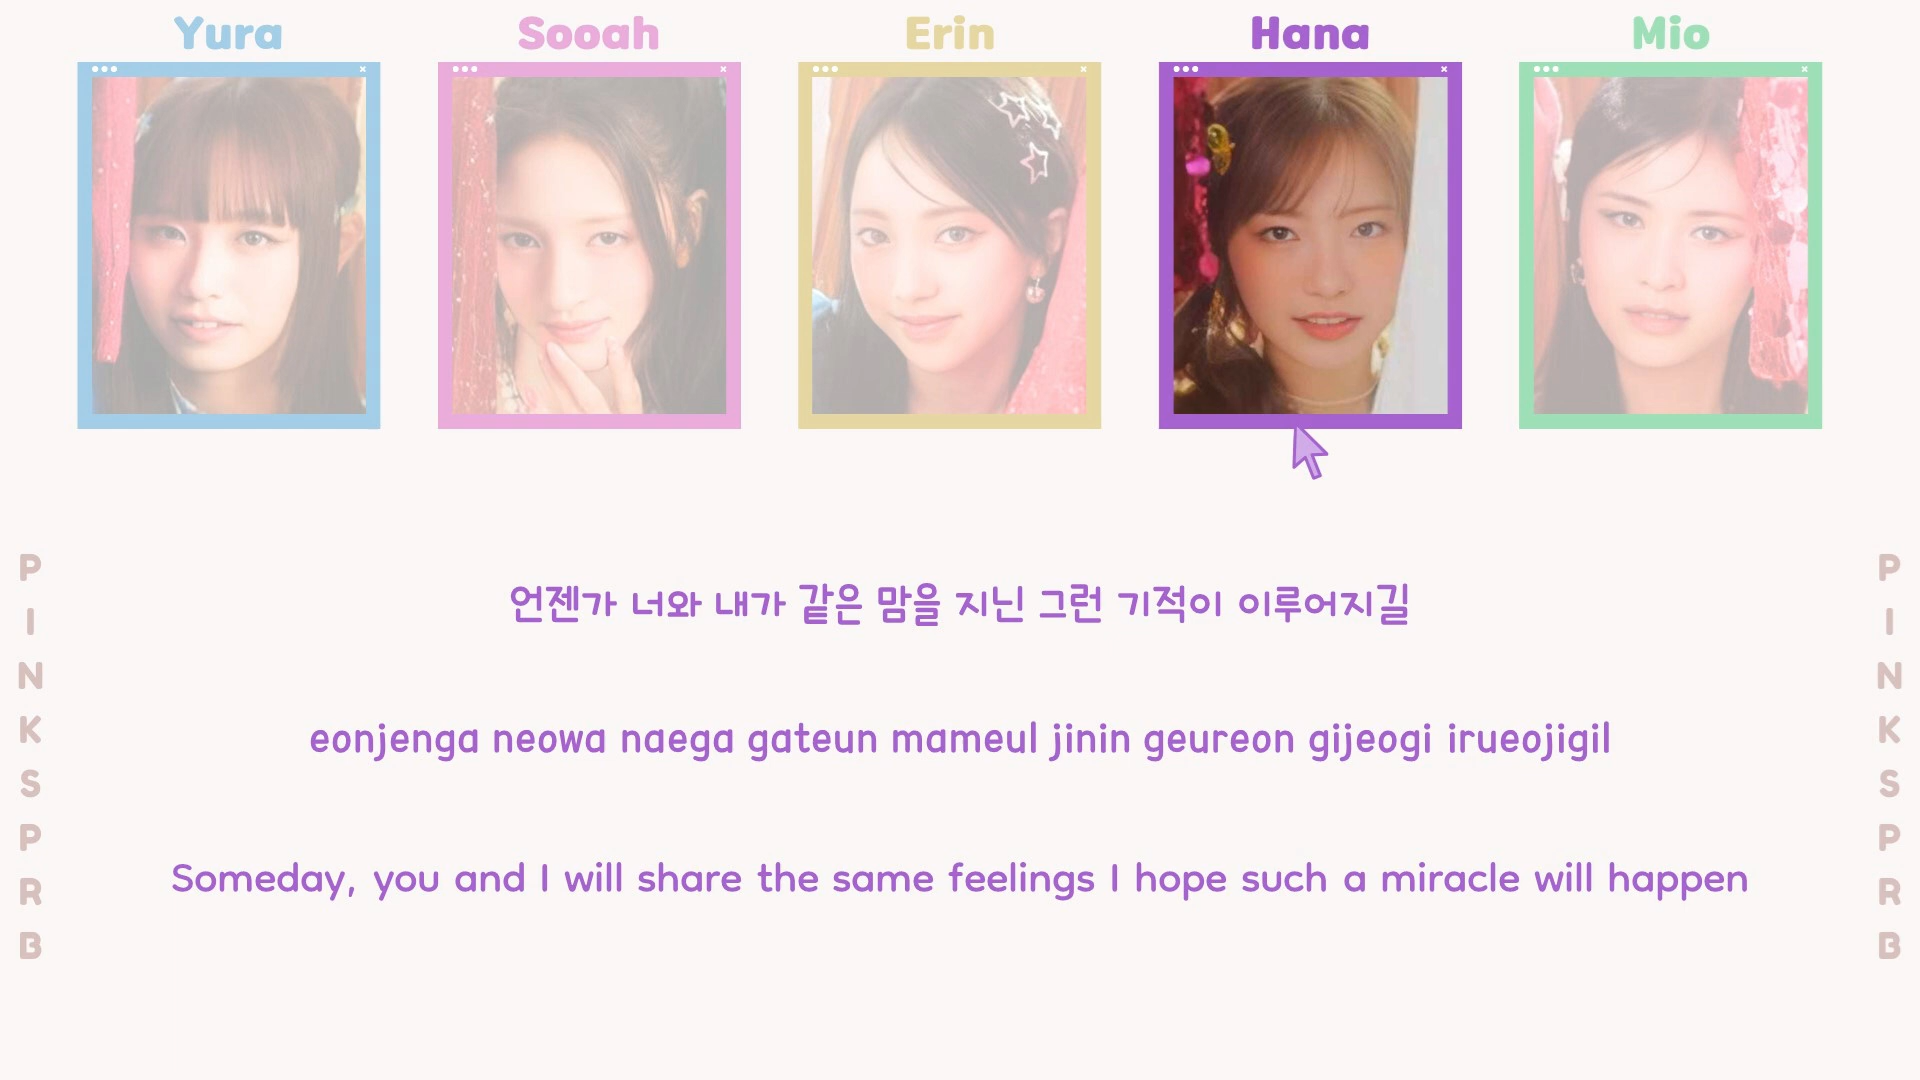 Yura Sooah Erin Hana Mio
언젠가 너와 내가 같은 맘을 지닌 그런 기적이 이루어지길
eonjenga neowa naega gateun mameul jinin geureon gijeogi irueojigil
Someday, you and I will share the same feelings I hope such a miracle will happen
PINKSPRB
PINKSPRB